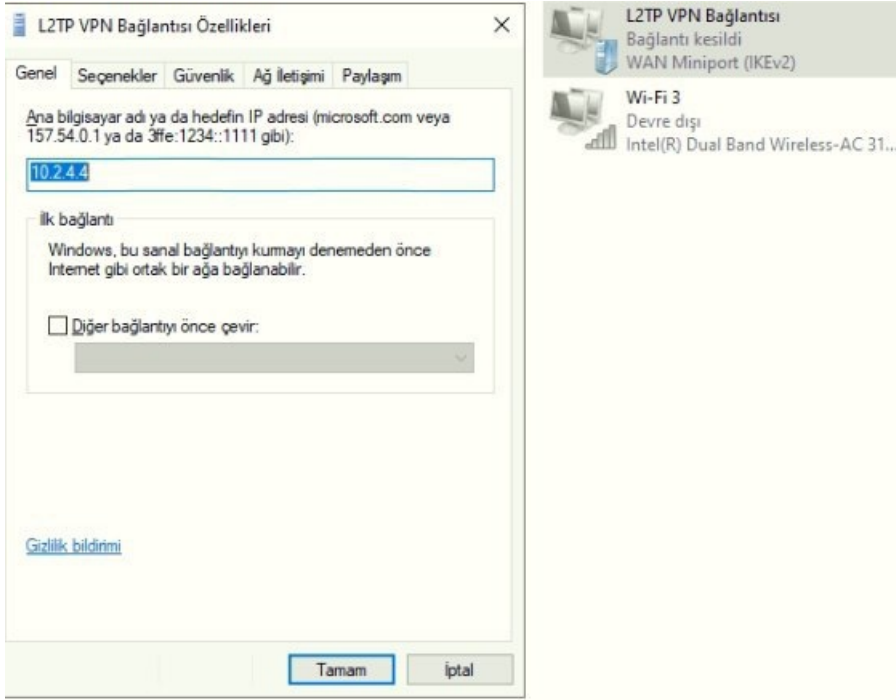 L2TP VPN Bağlantısı Özellikleri
Genel Seçenekler Güvenlik Ağ İletişimi Paylaşım
Ana bilgisayar adı ya da hedefin IP adresi (microsoft.com veya
157.54.0.1 ya da 3ffe:1234::1111 gibi):
10.2.4.4
İlk bağlantı
Windows, bu sanal bağlantıyı kurmayı denemeden önce
Internet gibi ortak bir ağa bağlanabilir.
Diğer bağlantıyı önce çevir:
Gizlilik bildirimi
Tamam İptal
L2TP VPN Bağlantısı
Bağlantı kesildi
WAN Miniport (IKEv2)
Wi-Fi 3
Devre dışı
Intel(R) Dual Band Wireless-AC 31...